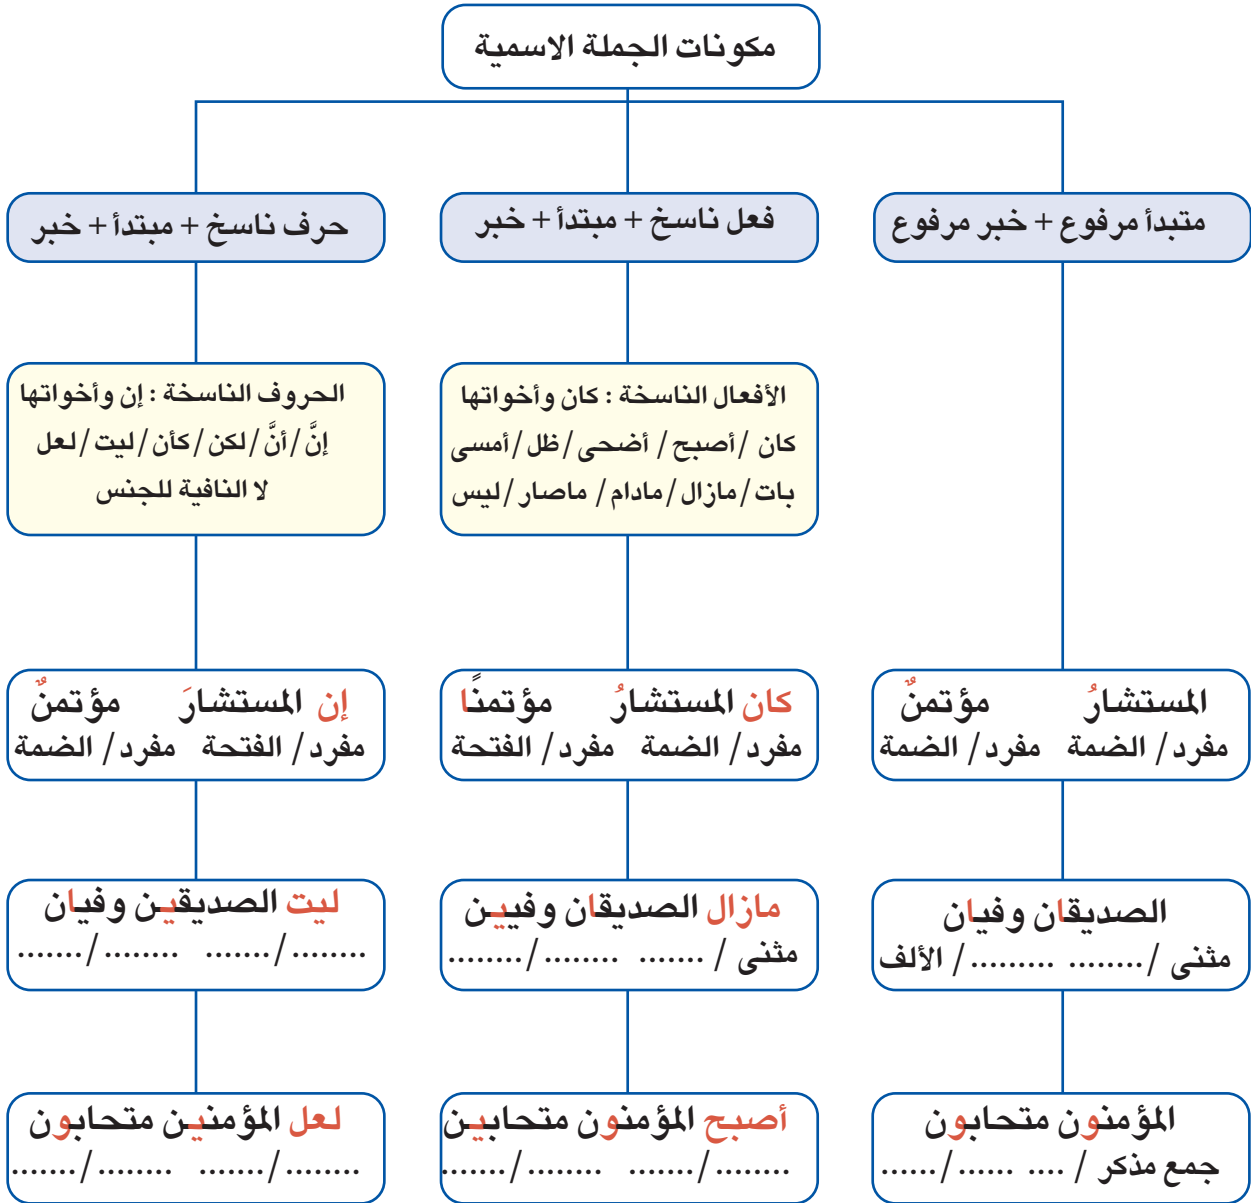 مكونات الجملة الاسمية
متبدأ مرفوع + خبر مرفوع
فعل ناسخ + مبتدأ + خبر
حرف ناسخ + مبتدأ + خبر
الأفعال الناسخة : كان وأخواتها
كان /أصبح / أضحى /ظل /أمسى
بات /مازال /مادام / ماصار /ليس
الحروف الناسخة : إن وأخواتها
إنَّ /أنَّ /لكن /كأن /ليت /لعل
لا النافية للجنس
المستشارُ مؤتمنٌ
مفرد/ الضمة مفرد/ الضمة
كان المستشارُ مؤتمنًا
مفرد/ الضمة مفرد/ الفتحة
إن المستشارَ مؤتمنٌ
مفرد/ الفتحة مفرد/ الضمة
الصديقان وفيان
مثنى /........ ........./ الألف
مازال الصديقان وفيين
مثنى / ....... ......../........
ليت الصديقين وفيان
......../....... ......../.......
المؤمنون متحابون
جمع مذكر / .... ....../......
أصبح المؤمنون متحابين
......../....... ......../.......
لعل المؤمنين متحابون
......../....... ......../.......